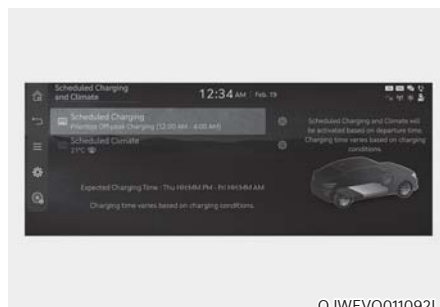 Scheduled Charging
and Climate
12:34 AM Feb. 19
Scheduled Charging
Prioritize Off-peak Charging (12:00 AM - 4:00 AM)
Scheduled Climate
21°C
Scheduled Charging and Climate will
be activated based on departure time.
Charging time varies based on charging
conditions.
Expected Charging Time : Thu HH:MM PM - Fri HH:MM AM
Charging time varies based on charging conditions.